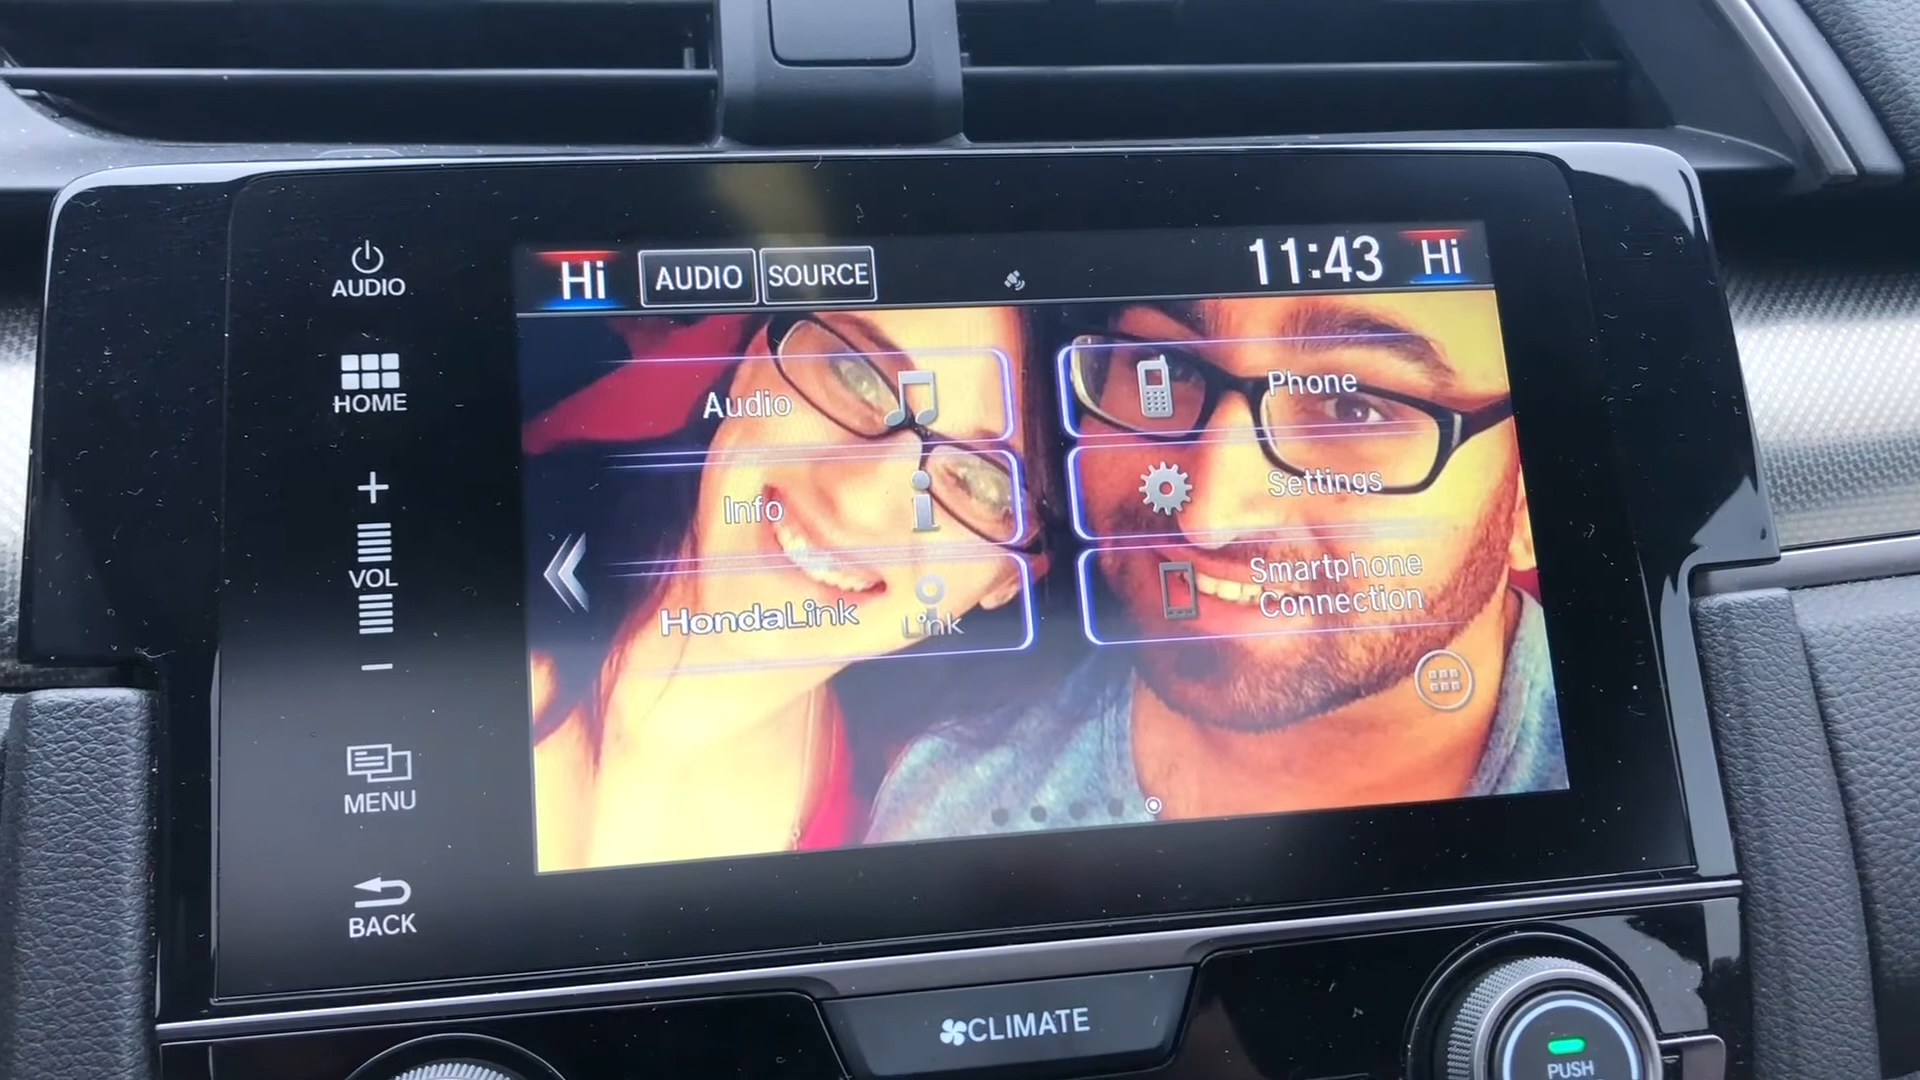 AUDIO
HOME
VOL
MENU
BACK
Hi AUDIO SOURCE 11:43 Hi
Audio
Phone
Info
Settings
HondaLink
Link
Smartphone
Connection
CLIMATE
PUSH